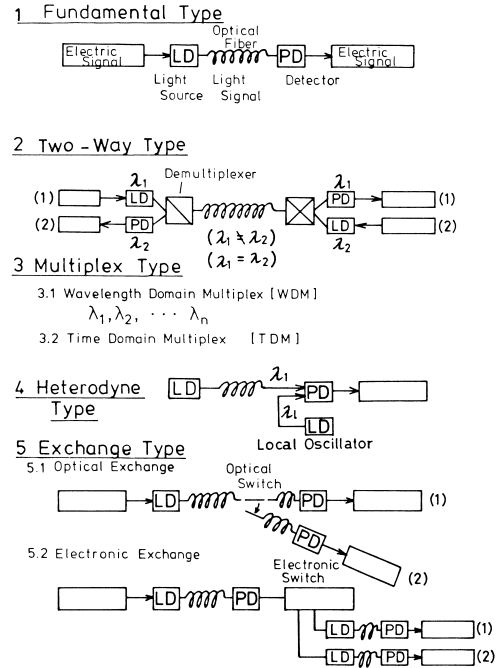 1 Fundamental Type
Optical
Fiber
Electric
Signal
LD
PD
Electric
Signal
Light
Source
Light
Signal
Detector
2 Two-Way Type
Demultiplexer
λ1
λ1
(1)
LD
PD
(1)
(2)
PD
LD
(2)
λ2
λ2
(λ1 ≠ λ2)
(λ1 = λ2)
3 Multiplex Type
3.1 Wavelength Domain Multiplex [WDM]
λ1, λ2, ··· λn
3.2 Time Domain Multiplex [TDM]
4 Heterodyne
Type
LD
λ1
PD
λ1
LD
Local Oscillator
5 Exchange Type
5.1 Optical Exchange
Optical
Switch
LD
PD
(1)
PD
(2)
5.2 Electronic Exchange
Electronic
Switch
LD
PD
LD
PD
(1)
LD
PD
(2)